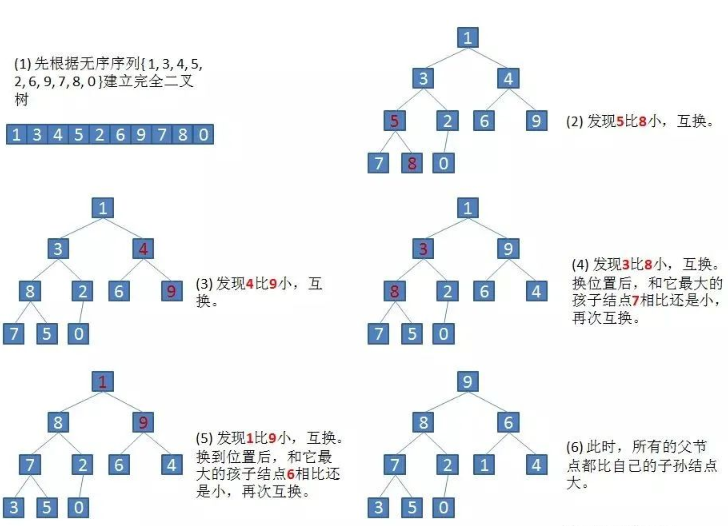 (1) 先根据无序序列{ 1, 3, 4, 5,
2, 6, 9, 7, 8, 0 }建立完全二叉
树
1 3 4 5 2 6 9 7 8 0
1
3 4
5 2 6 9
7 8 0
(2) 发现5比8小，互换。
1
3 4
8 2 6 9
7 5 0
(3) 发现4比9小，互
换。
1
3 9
8 2 6 4
7 5 0
(4) 发现3比8小，互换。
换位置后，和它最大的
孩子结点7相比还是小，
再次互换。
1
8 9
7 2 6 4
3 5 0
(5) 发现1比9小，互换。
换到位置后，和它最
大的孩子结点6相比还
是小，再次互换。
9
8 6
7 2 1 4
3 5 0
(6) 此时，所有的父节
点都比自己的子孙结点
大。